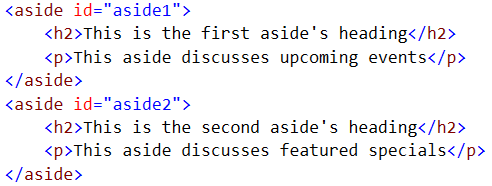 <aside id="aside1">
    <h2>This is the first aside's heading</h2>
    <p>This aside discusses upcoming events</p>
</aside>
<aside id="aside2">
    <h2>This is the second aside's heading</h2>
    <p>This aside discusses featured specials</p>
</aside>